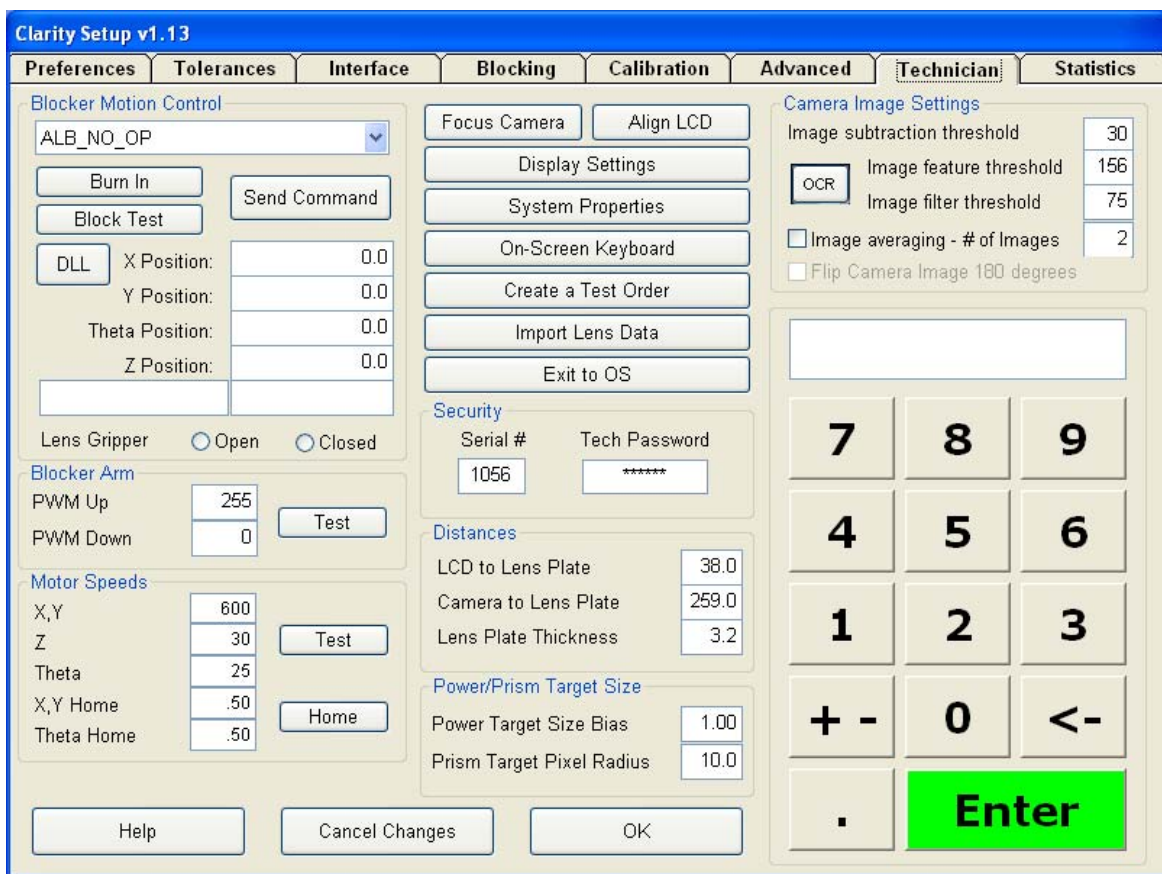 Clarity Setup v1.13
Preferences Tolerances Interface Blocking Calibration Advanced Technician Statistics
Blocker Motion Control
ALB_NO_OP
Burn In
Send Command
Block Test
DLL
X Position: 0.0
Y Position: 0.0
Theta Position: 0.0
Z Position: 0.0
Lens Gripper Open Closed
Blocker Arm
PWM Up 255
PWM Down 0
Test
Motor Speeds
X,Y 600
Z 30
Test
Theta 25
X,Y Home .50
Home
Theta Home .50
Focus Camera Align LCD
Display Settings
System Properties
On-Screen Keyboard
Create a Test Order
Import Lens Data
Exit to OS
Security
Serial # Tech Password
1056 ******
Distances
LCD to Lens Plate 38.0
Camera to Lens Plate 259.0
Lens Plate Thickness 3.2
Power/Prism Target Size
Power Target Size Bias 1.00
Prism Target Pixel Radius 10.0
Camera Image Settings
Image subtraction threshold 30
OCR
Image feature threshold 156
Image filter threshold 75
Image averaging - # of Images 2
Flip Camera Image 180 degrees
7 8 9
4 5 6
1 2 3
+ - 0 <-
. Enter
Help Cancel Changes OK